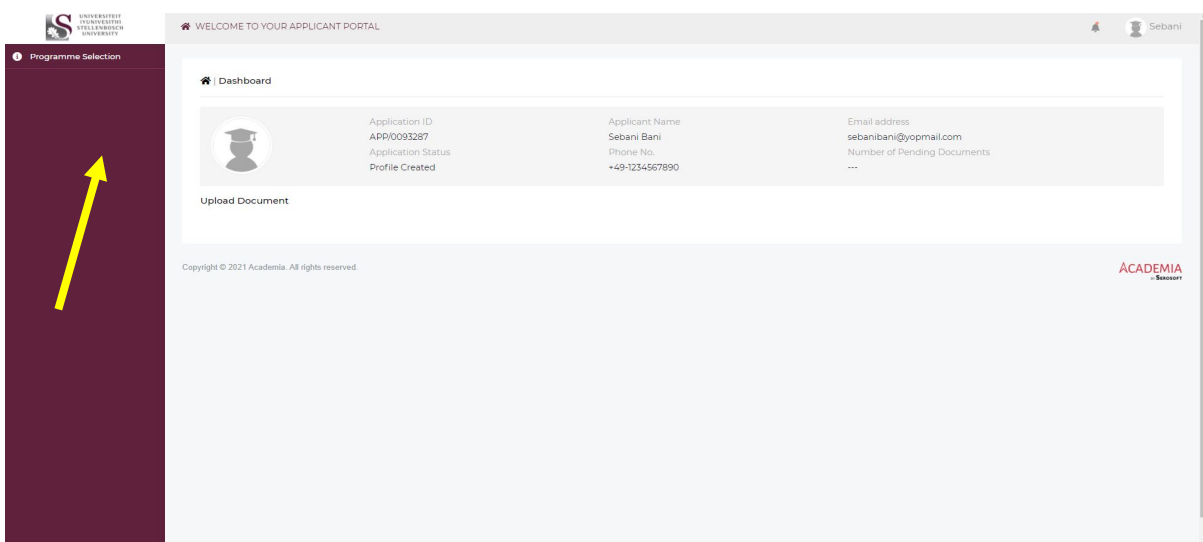 UNIVERSITEIT
IYUNIVESITHI
STELLENBOSCH
UNIVERSITY
WELCOME TO YOUR APPLICANT PORTAL
Sebani
Programme Selection
| Dashboard
Application ID
APP/0093287
Application Status
Profile Created
Applicant Name
Sebani Bani
Phone No.
+49-1234567890
Email address
sebanibani@yopmail.com
Number of Pending Documents
---
Upload Document
Copyright © 2021 Academia. All rights reserved.
ACADEMIA
BY SEROSOFT